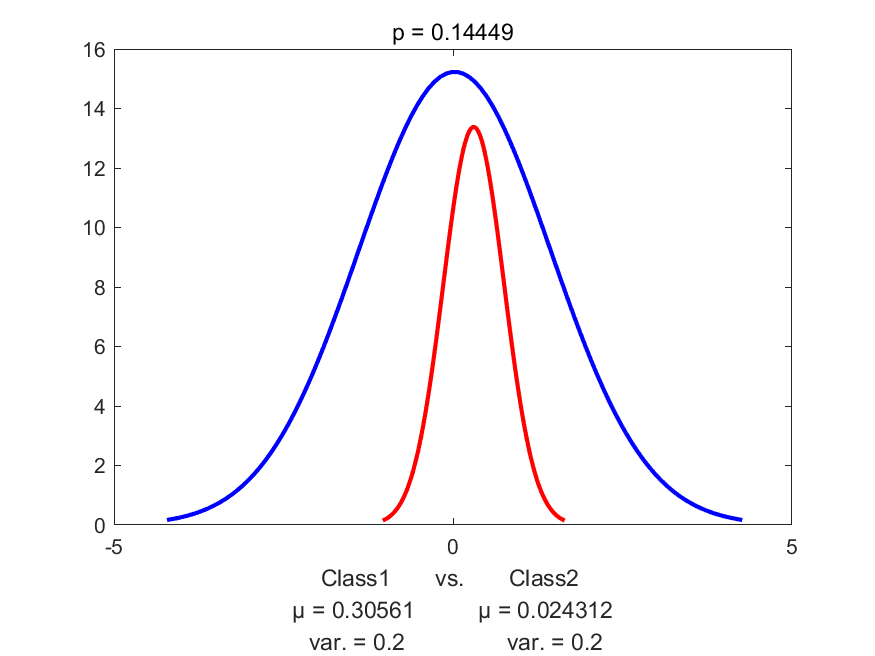 p = 0.14449
16
14
12
10
8
6
4
2
0
-5 0 5
Class1 vs. Class2
μ = 0.30561 μ = 0.024312
var. = 0.2 var. = 0.2